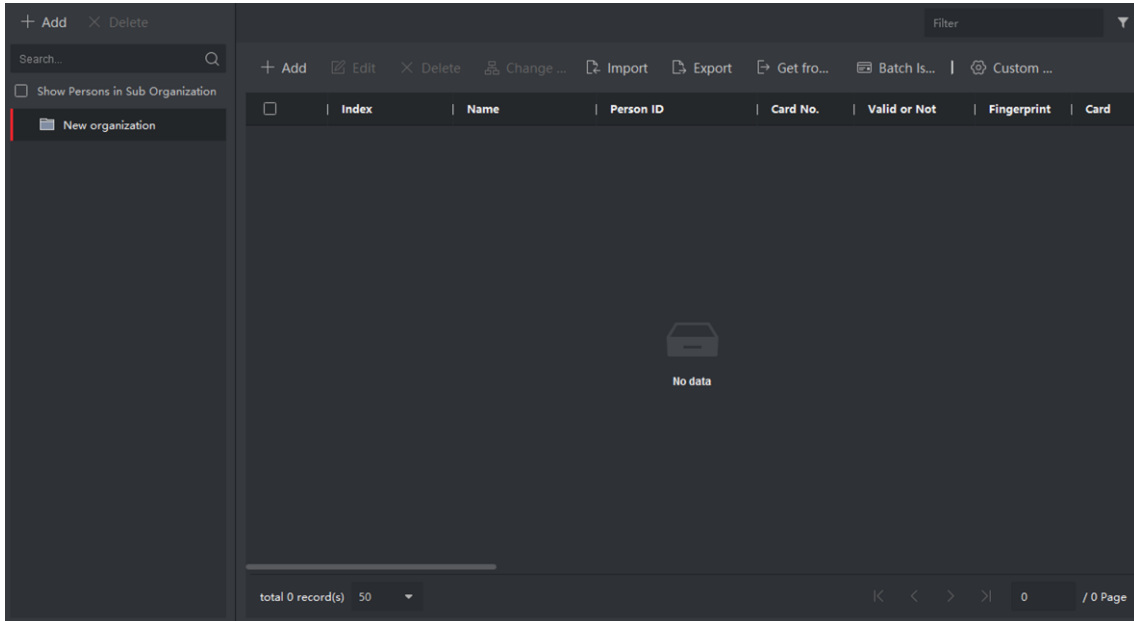 Add Delete
Filter
Search...
Add Edit Delete Change ... Import Export Get fro... Batch Is... Custom ...
Show Persons in Sub Organization
Index Name Person ID Card No. Valid or Not Fingerprint Card
New organization
No data
total 0 record(s) 50 0 / 0 Page